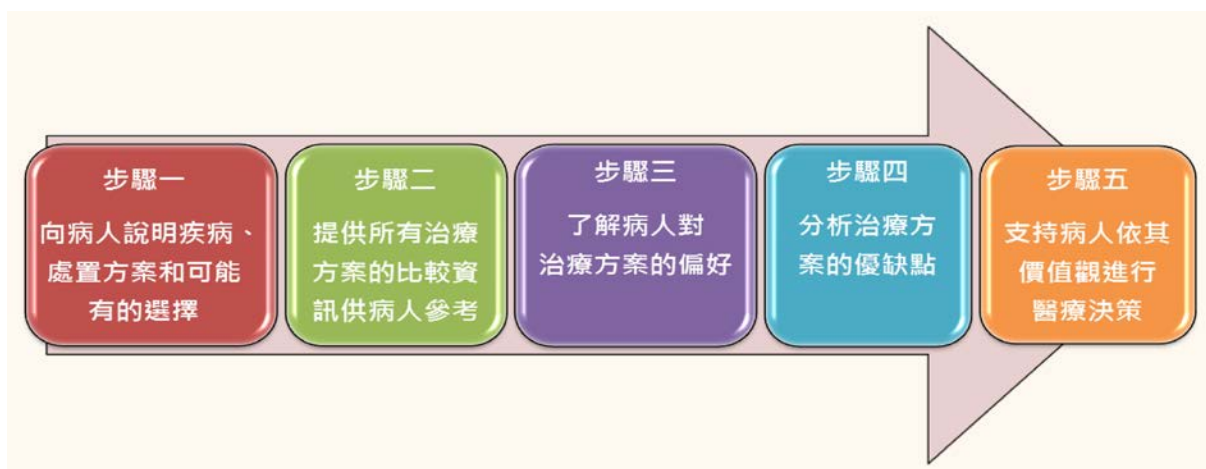 步驟一
向病人說明疾病、
處置方案和可能
有的選擇
步驟二
提供所有治療
方案的比較資
訊供病人參考
步驟三
了解病人對
治療方案的偏好
步驟四
分析治療方
案的優缺點
步驟五
支持病人依其
價值觀進行
醫療決策